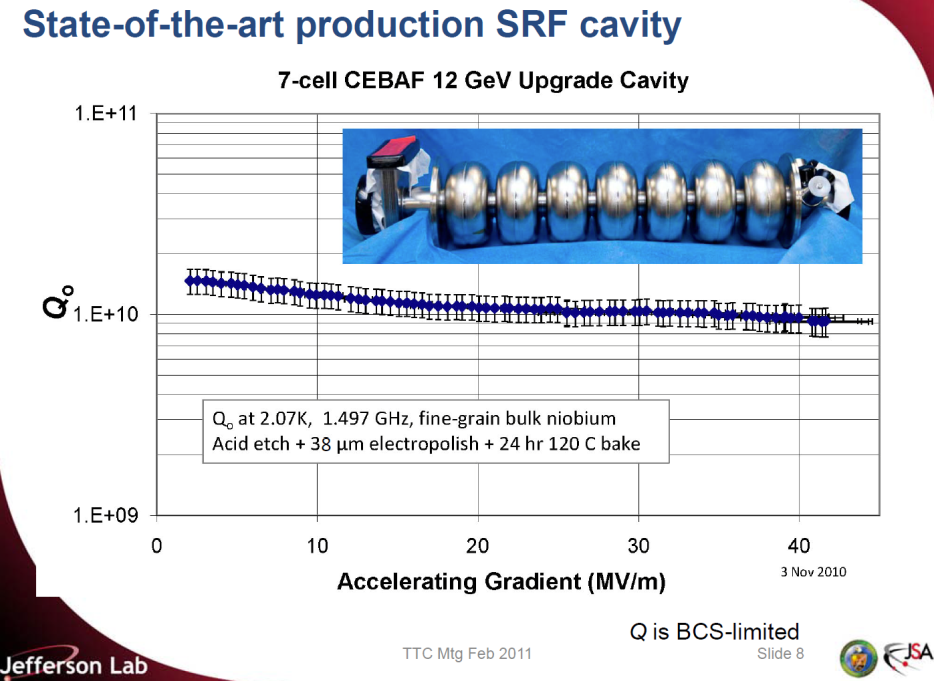 State-of-the-art production SRF cavity
7-cell CEBAF 12 GeV Upgrade Cavity
1.E+11
Qo
1.E+10
Qo at 2.07K, 1.497 GHz, fine-grain bulk niobium
Acid etch + 38 µm electropolish + 24 hr 120 C bake
1.E+09
0 10 20 30 40
Accelerating Gradient (MV/m)
3 Nov 2010
Q is BCS-limited
Jefferson Lab
TTC Mtg Feb 2011
Slide 8
JSA